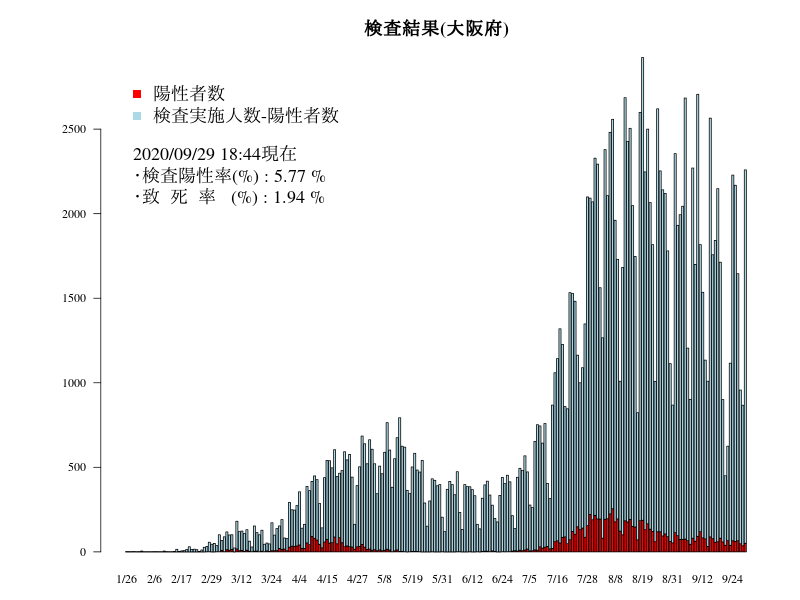 検査結果(大阪府)
陽性者数
検査実施人数-陽性者数
2020/09/29 18:44現在
・検査陽性率(%) : 5.77 %
・致 死 率 (%) : 1.94 %
2500
2000
1500
1000
500
0
1/26 2/6 2/17 2/29 3/12 3/24 4/4 4/15 4/27 5/8 5/19 5/31 6/12 6/24 7/5 7/16 7/28 8/8 8/19 8/31 9/12 9/24